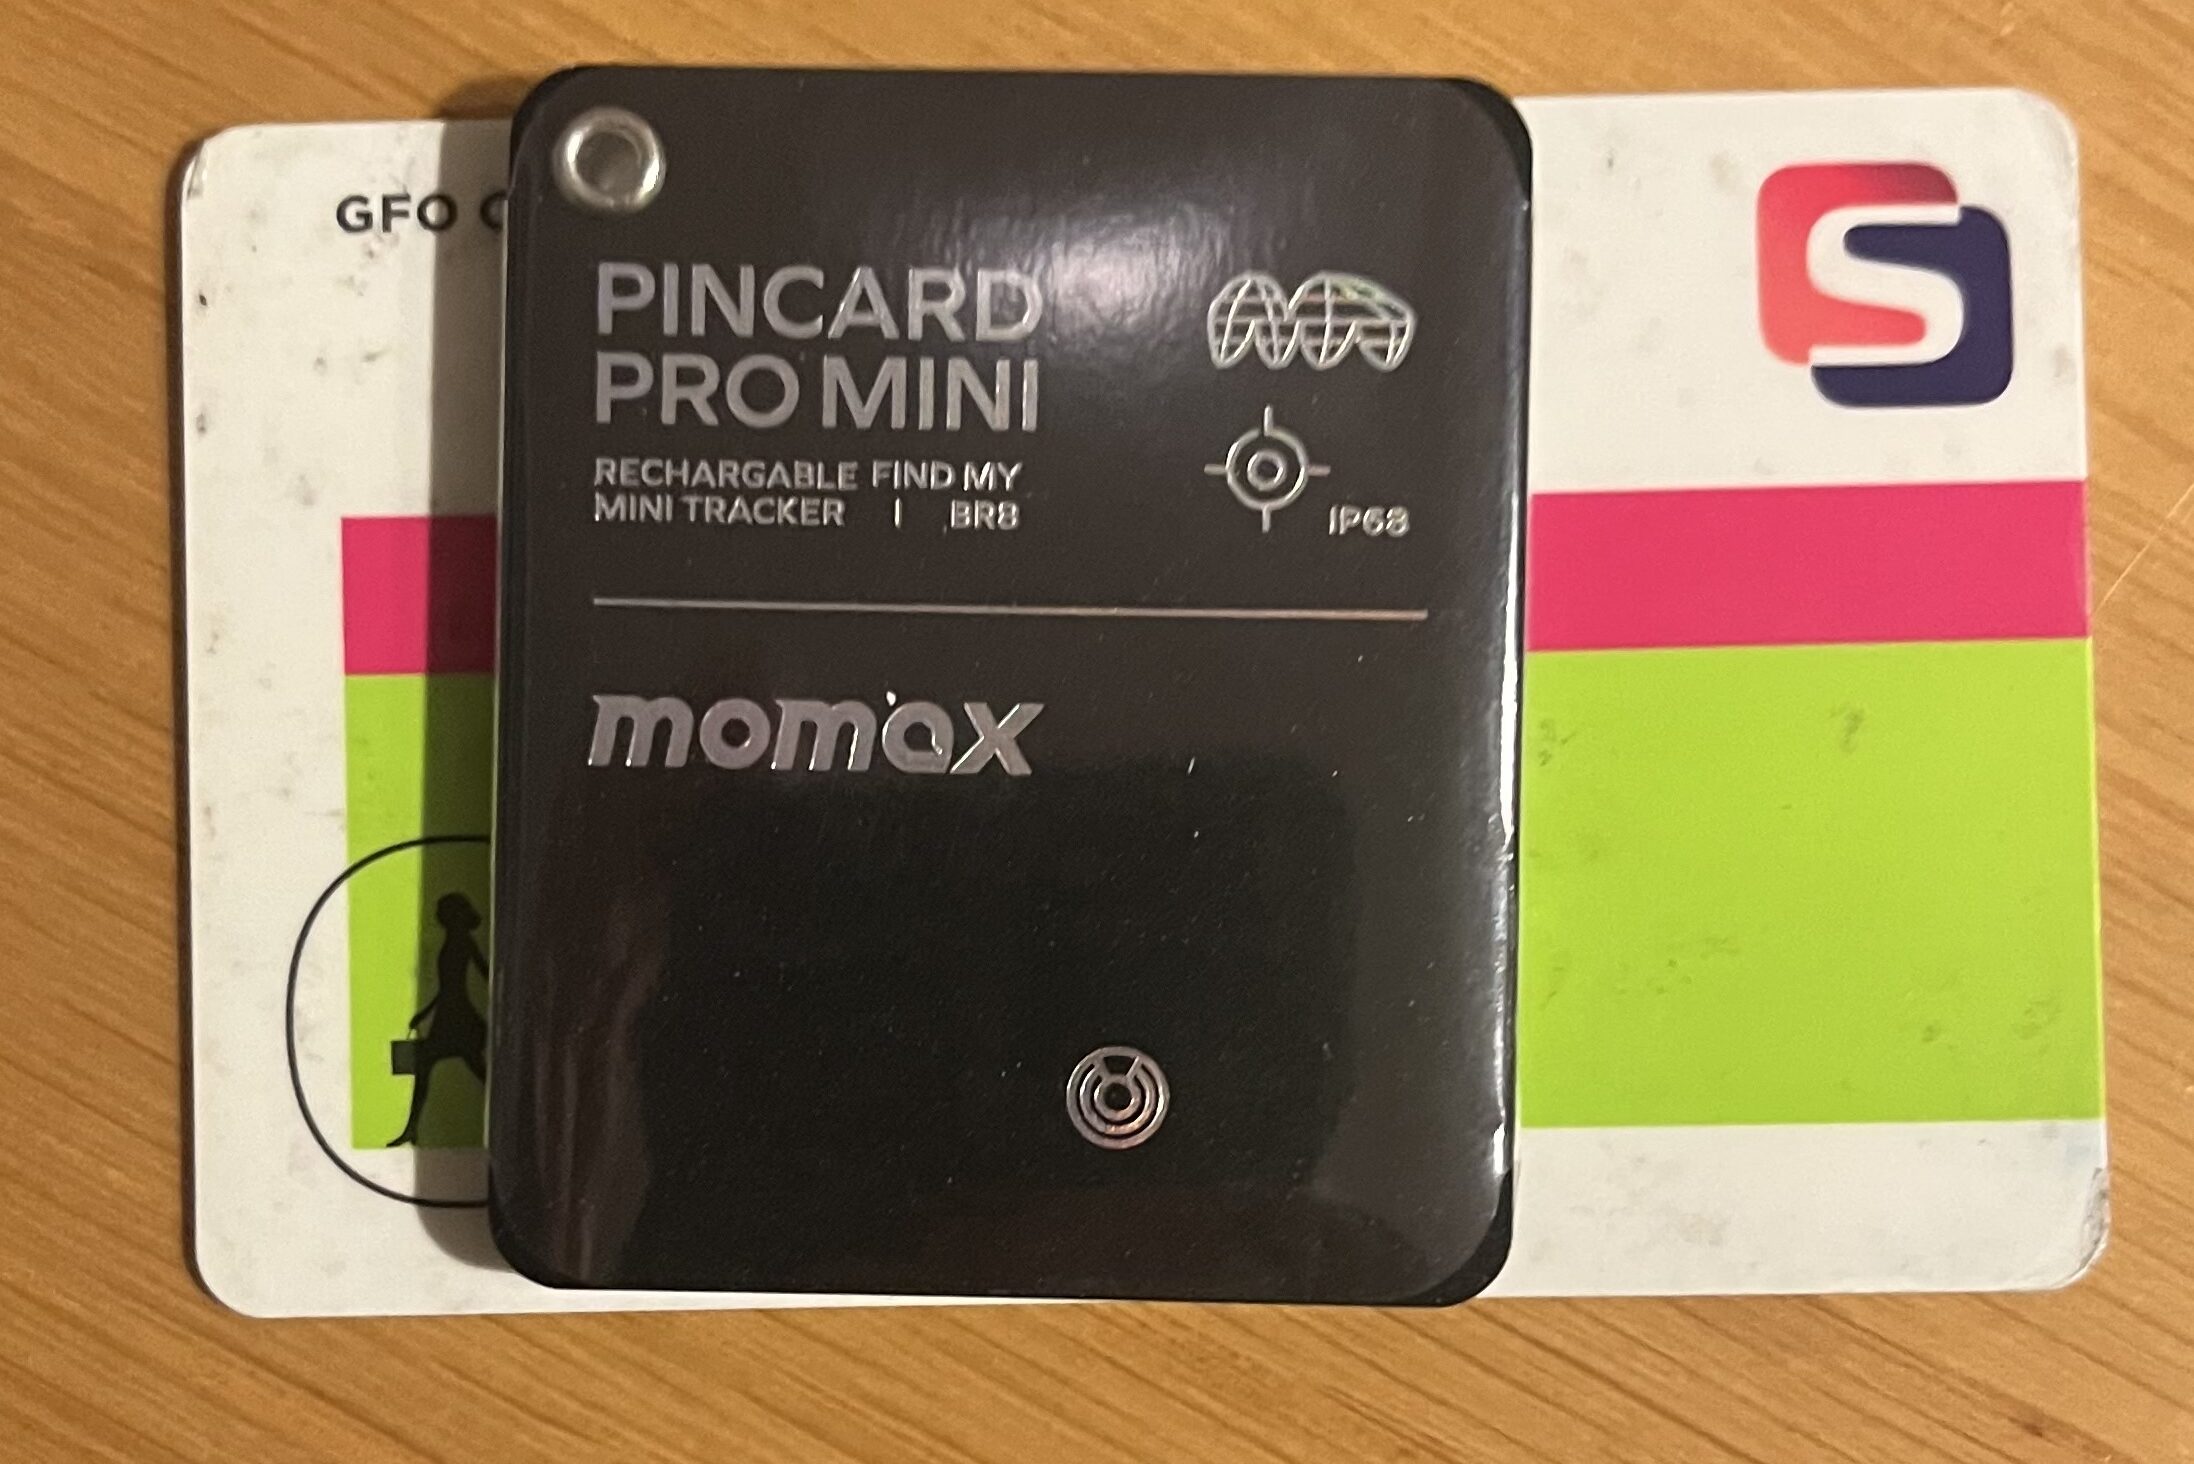 GFO
PINCARD
PRO MINI
RECHARGABLE FIND MY
MINI TRACKER | BR8
IP68
momax
S